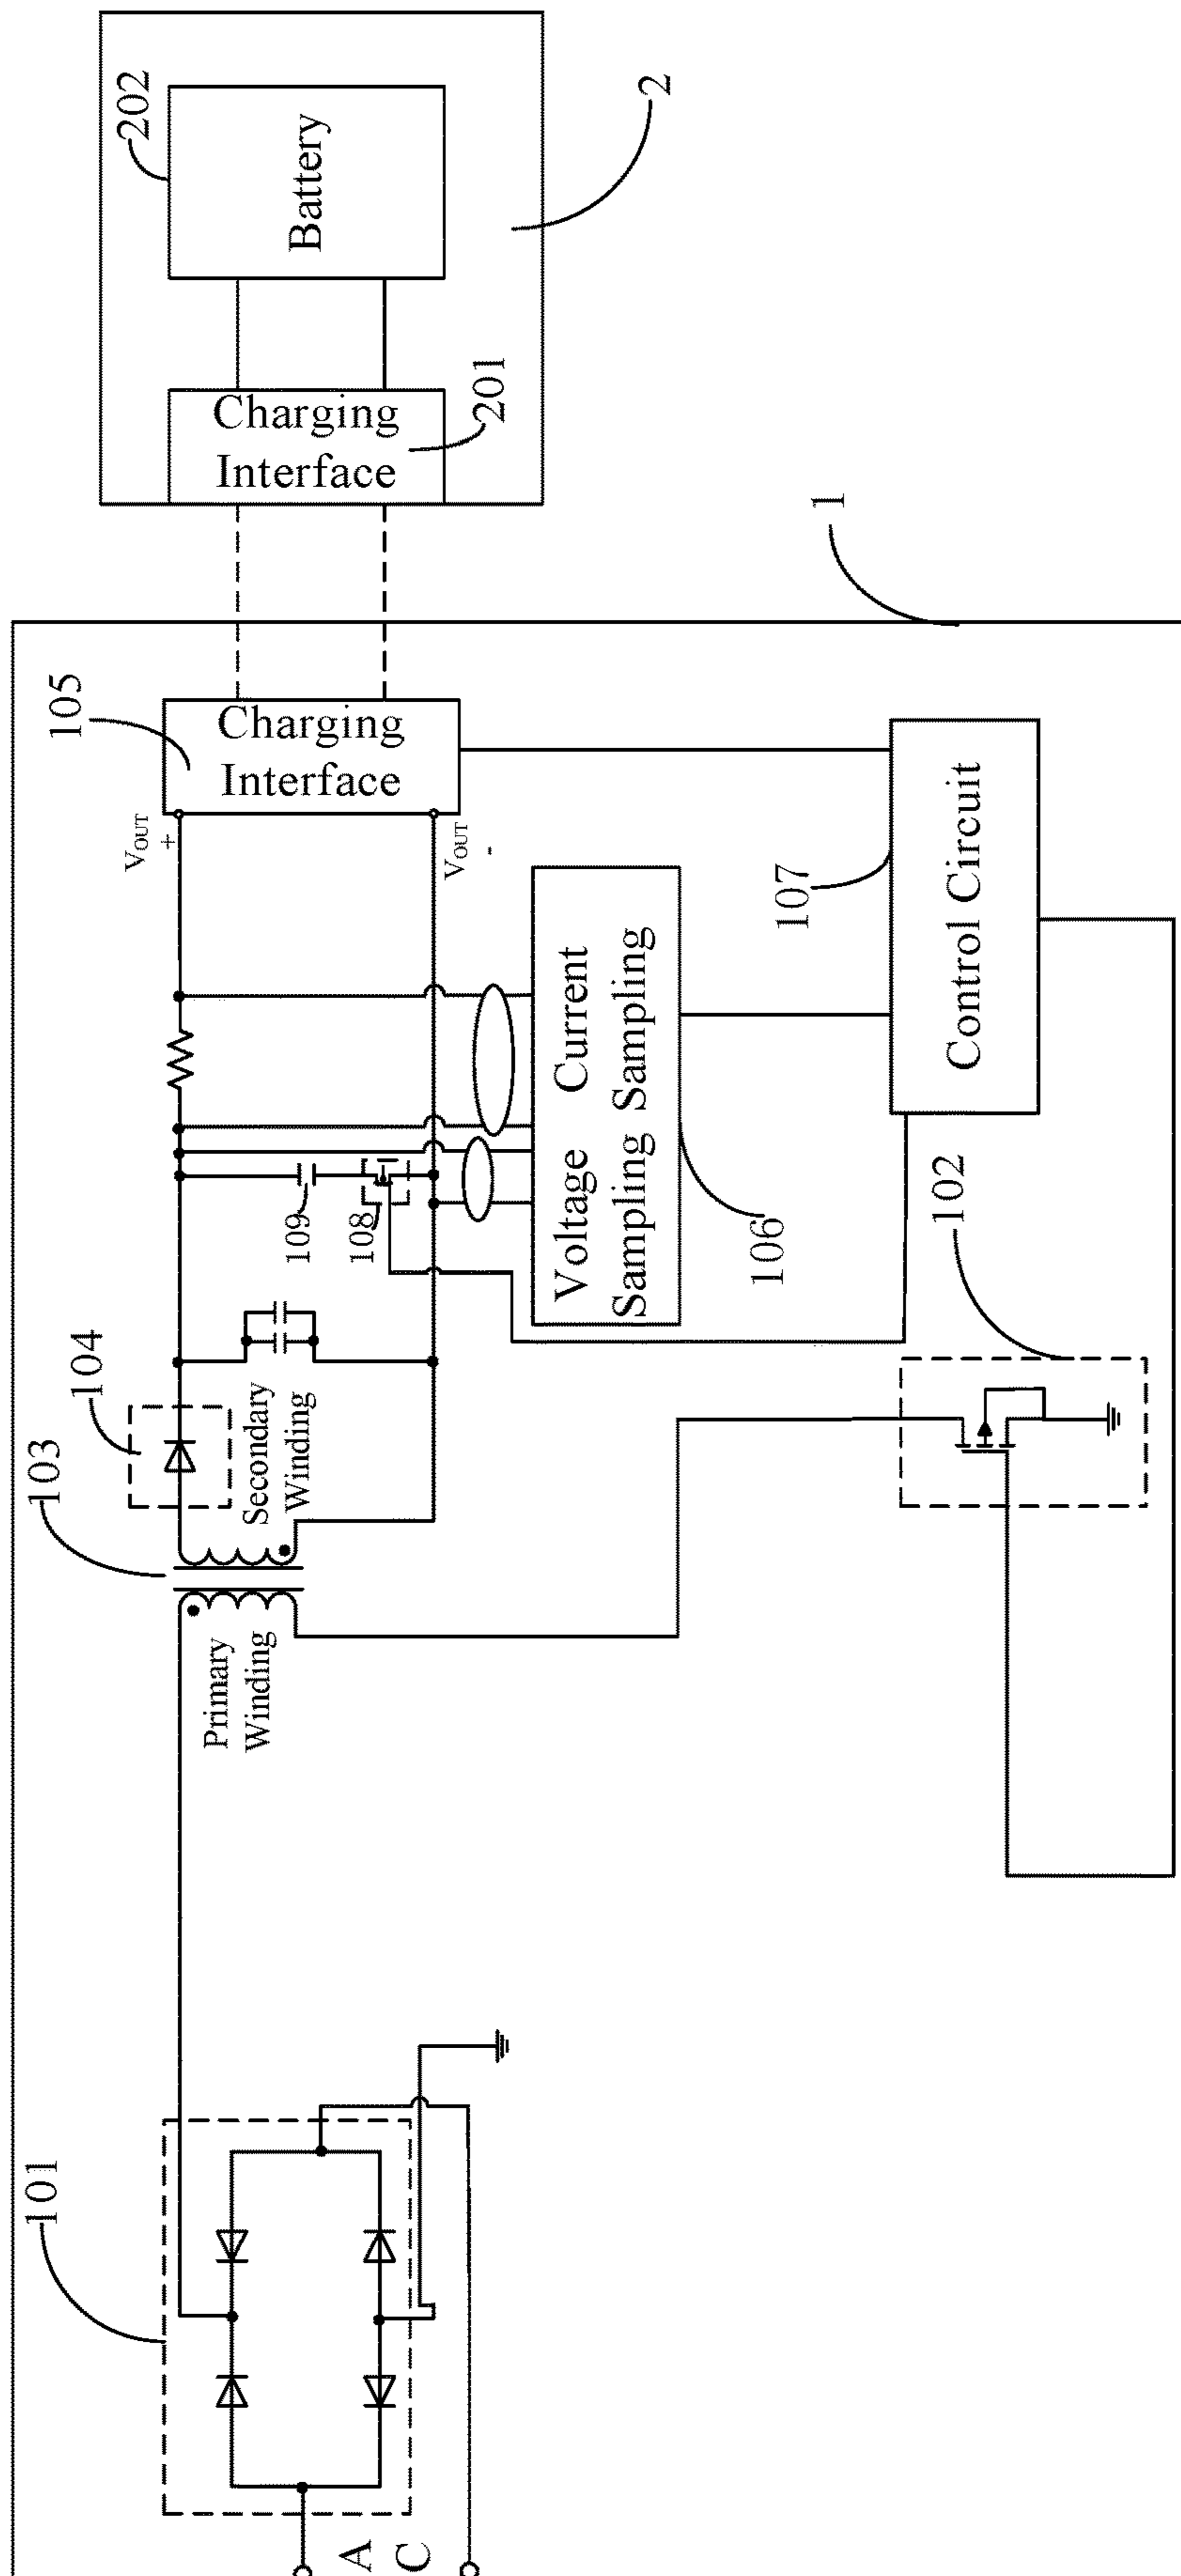 202
Battery
2
Charging
Interface
201
1
105
Charging
Interface
VOUT
+
VOUT
-
107
Control Circuit
Voltage Current
Sampling Sampling
106
109
108
102
104
103
Secondary
Winding
Primary
Winding
101
A
C